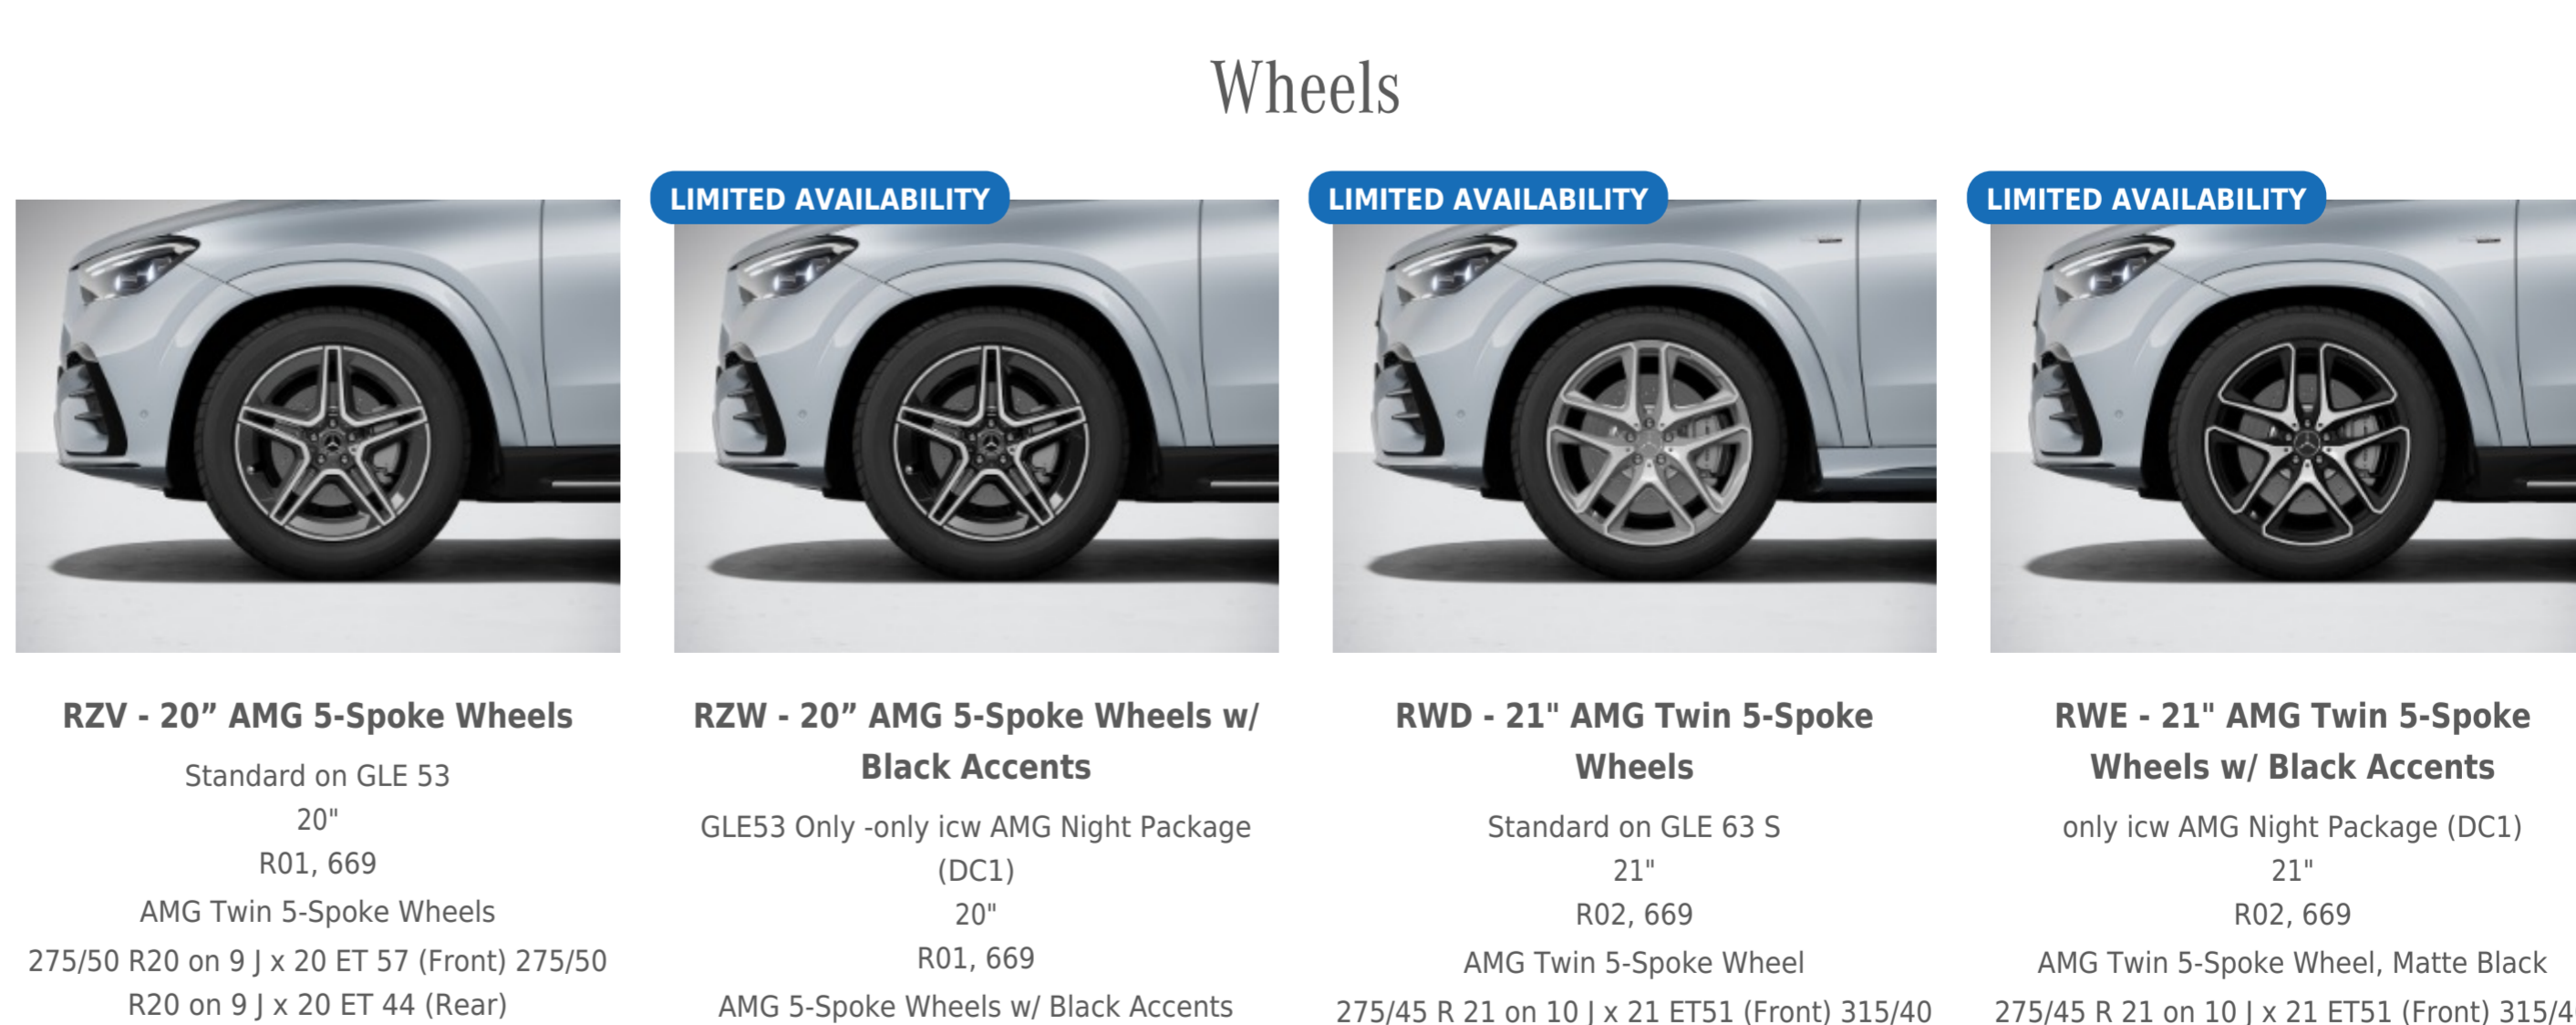 Wheels
LIMITED AVAILABILITY
LIMITED AVAILABILITY
LIMITED AVAILABILITY
RZV - 20” AMG 5-Spoke Wheels
Standard on GLE 53
20"
R01, 669
AMG Twin 5-Spoke Wheels
275/50 R20 on 9 J x 20 ET 57 (Front) 275/50
R20 on 9 J x 20 ET 44 (Rear)
RZW - 20” AMG 5-Spoke Wheels w/
Black Accents
GLE53 Only -only icw AMG Night Package
(DC1)
20"
R01, 669
AMG 5-Spoke Wheels w/ Black Accents
RWD - 21" AMG Twin 5-Spoke
Wheels
Standard on GLE 63 S
21"
R02, 669
AMG Twin 5-Spoke Wheel
275/45 R 21 on 10 J x 21 ET51 (Front) 315/40
RWE - 21" AMG Twin 5-Spoke
Wheels w/ Black Accents
only icw AMG Night Package (DC1)
21"
R02, 669
AMG Twin 5-Spoke Wheel, Matte Black
275/45 R 21 on 10 J x 21 ET51 (Front)